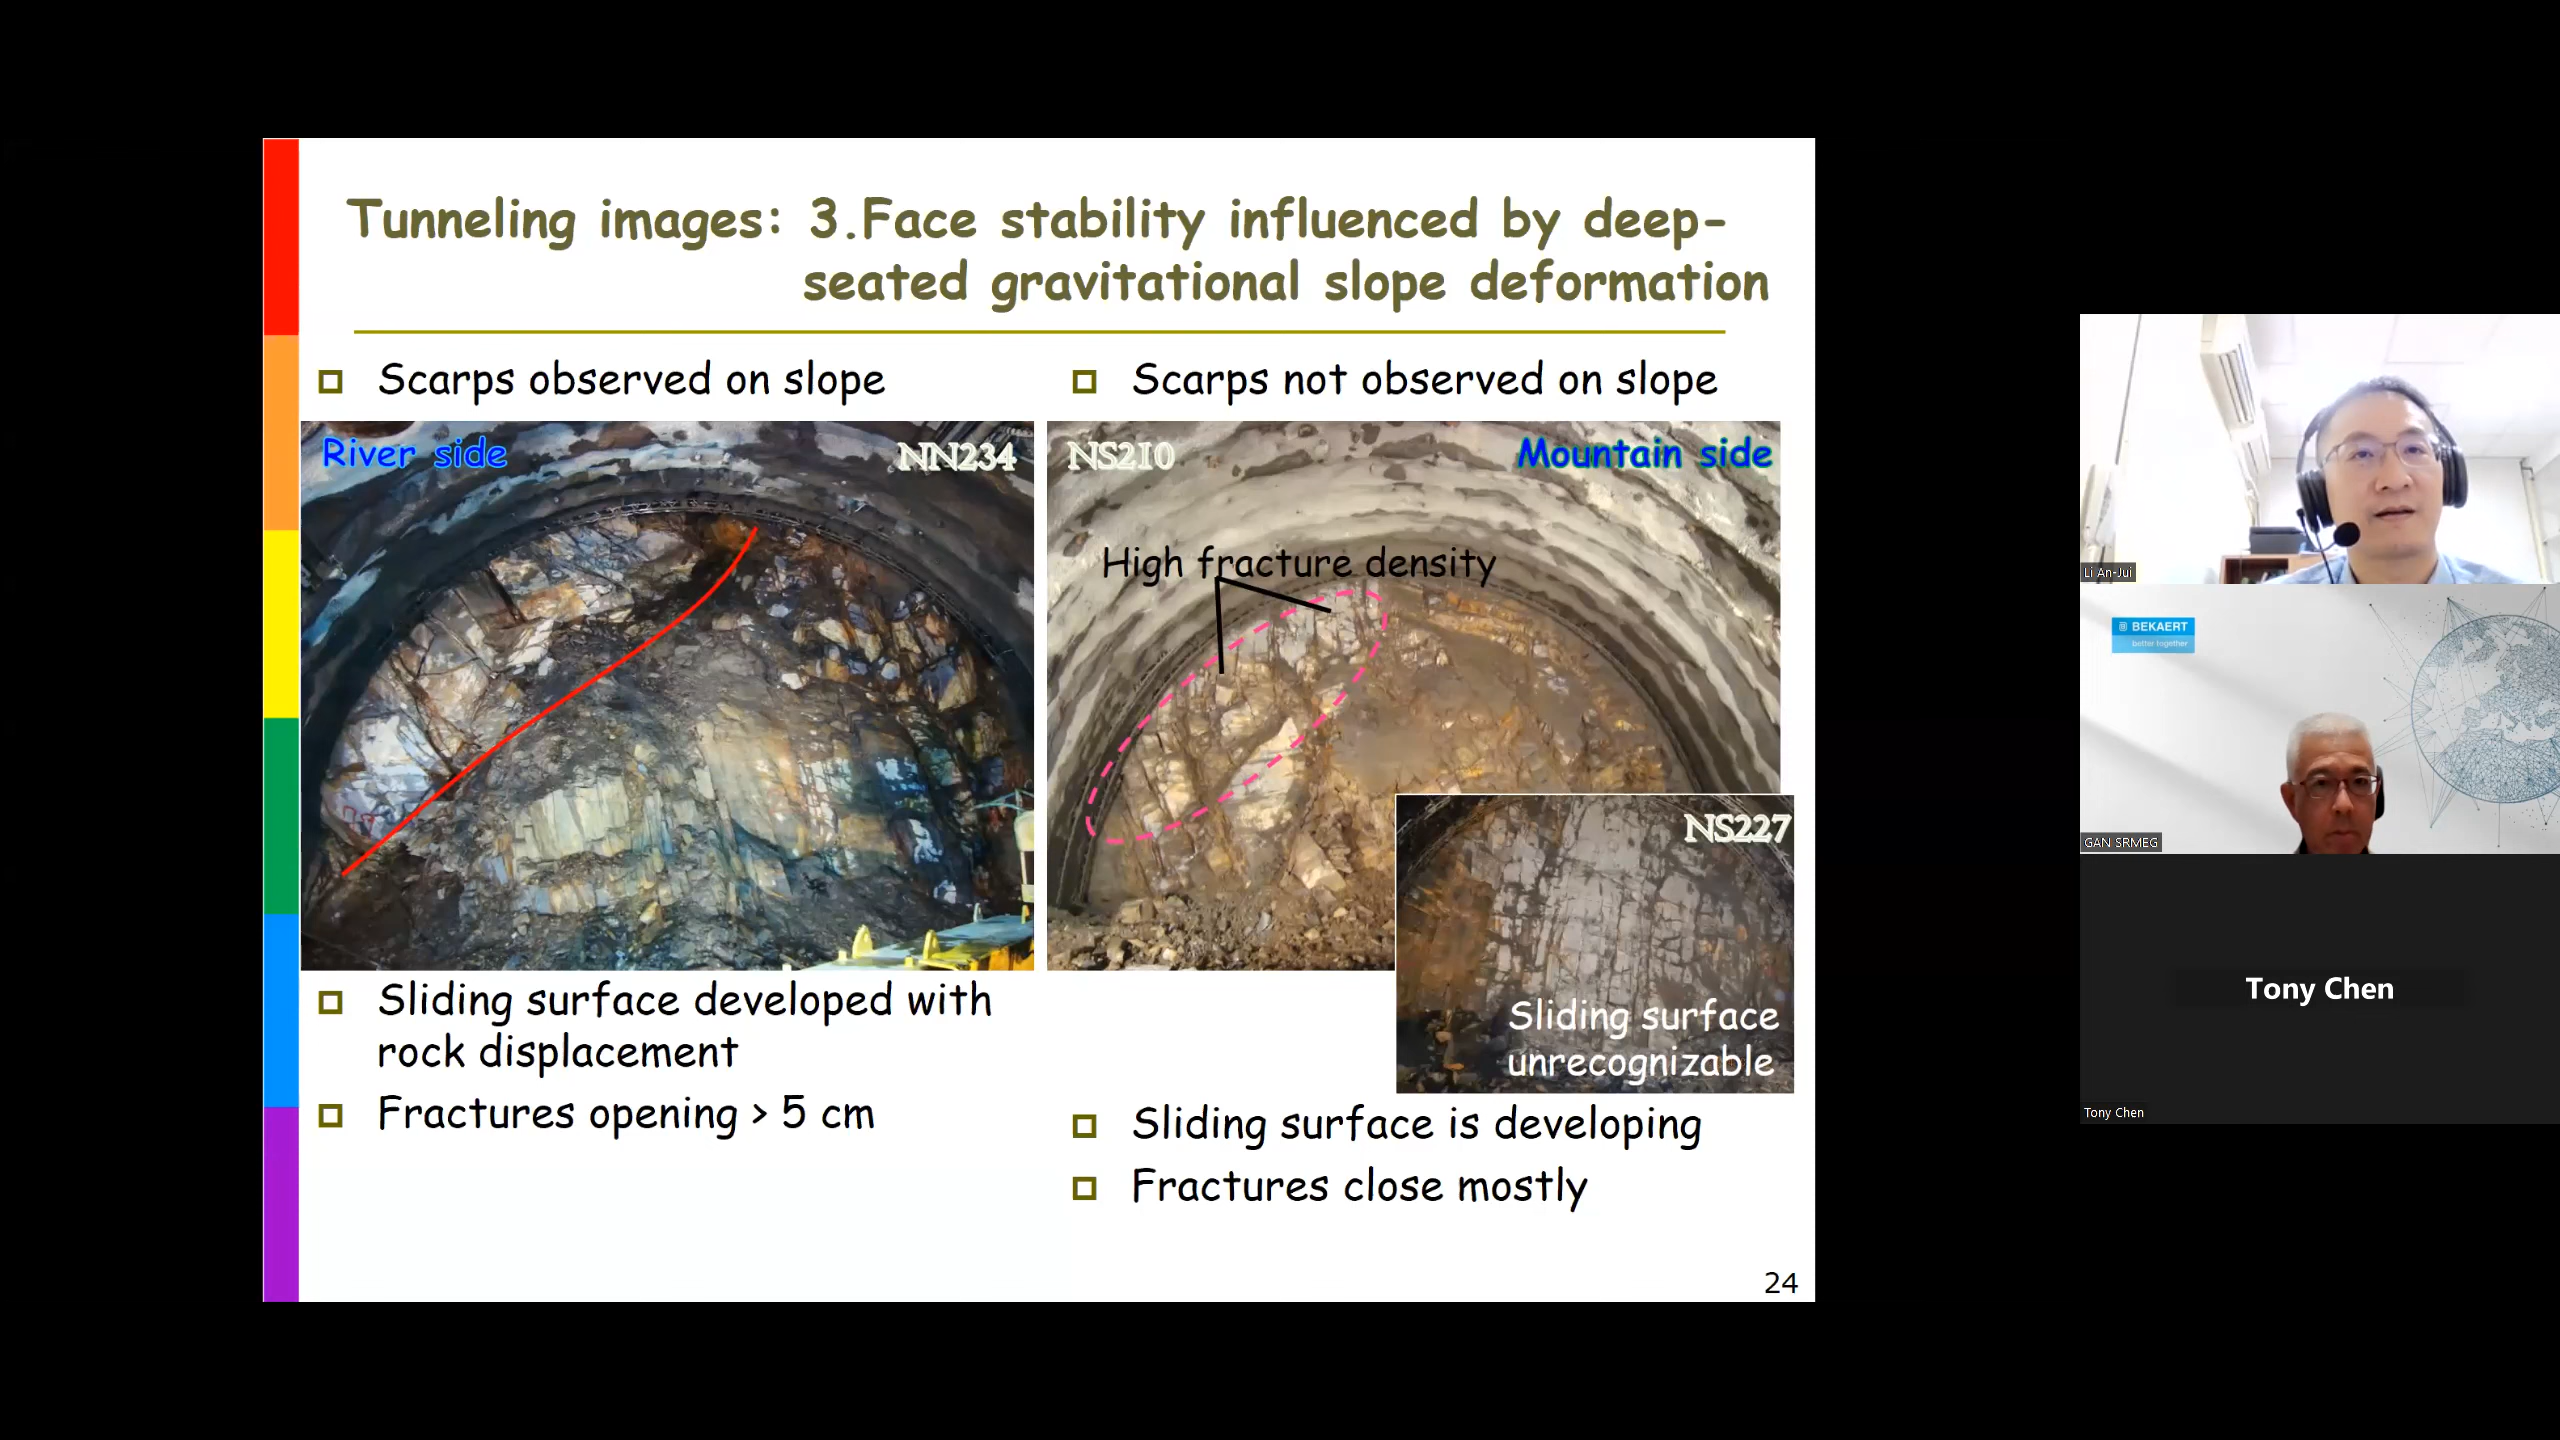 Tunneling images: 3.Face stability influenced by deep-
seated gravitational slope deformation
Scarps observed on slope
River side
NN234
Sliding surface developed with
rock displacement
Fractures opening > 5 cm
Scarps not observed on slope
NS210
Mountain side
High fracture density
NS227
Sliding surface
unrecognizable
Sliding surface is developing
Fractures close mostly
24
Li An-Jui
BEKAERT
better together
GAN SRMEG
Tony Chen
Tony Chen